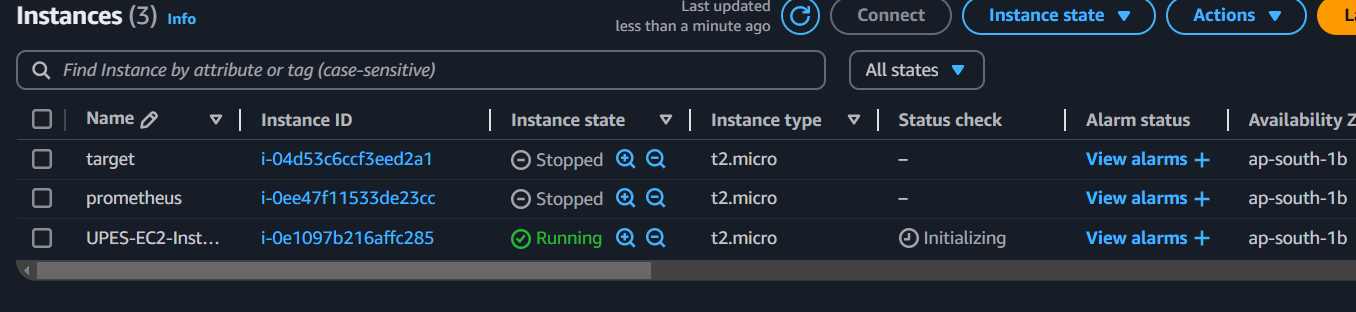 Instances (3) Info
Last updated
less than a minute ago
Connect
Instance state
Actions
Find Instance by attribute or tag (case-sensitive)
All states
Name Instance ID Instance state Instance type Status check Alarm status Availability Z
target i-04d53c6ccf3eed2a1 Stopped t2.micro – View alarms + ap-south-1b
prometheus i-0ee47f11533de23cc Stopped t2.micro – View alarms + ap-south-1b
UPES-EC2-Inst... i-0e1097b216affc285 Running t2.micro Initializing View alarms + ap-south-1b